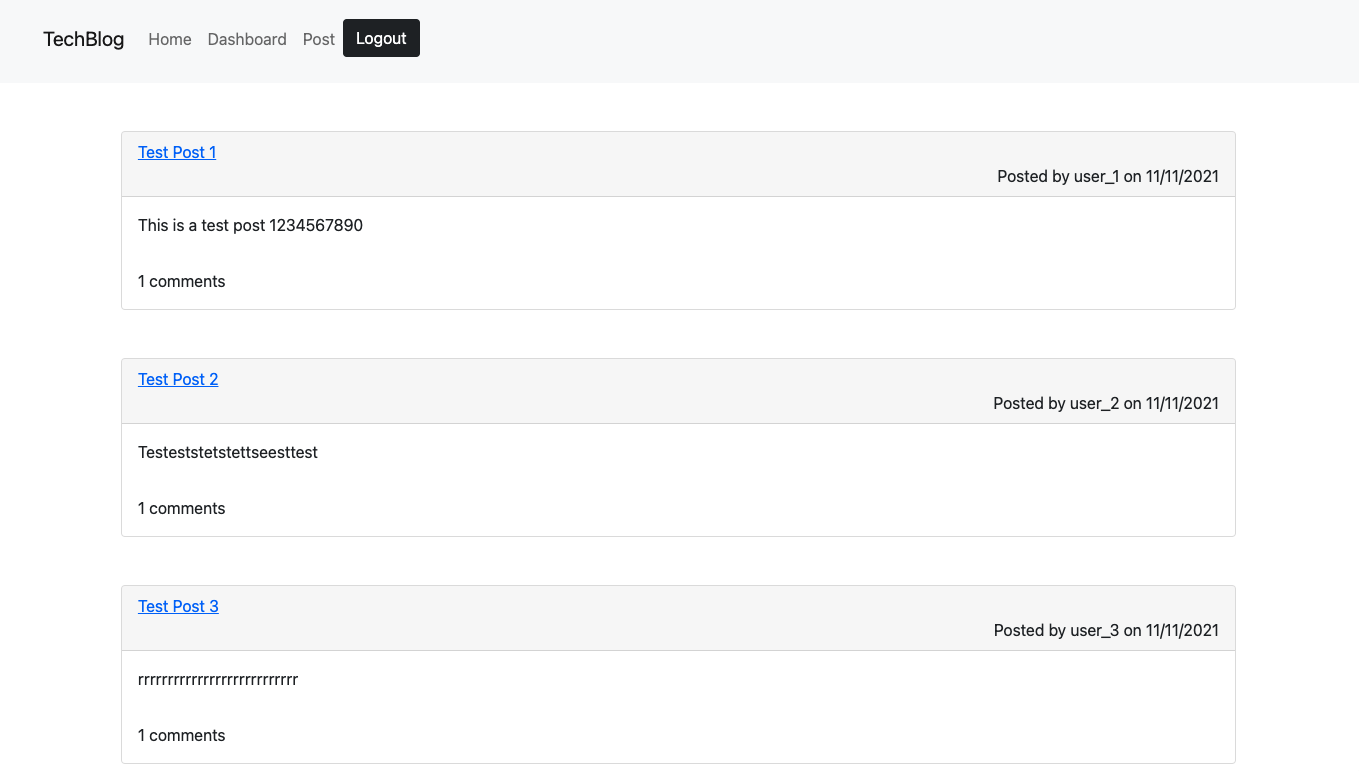 TechBlog Home Dashboard Post Logout
Test Post 1
Posted by user_1 on 11/11/2021
This is a test post 1234567890
1 comments
Test Post 2
Posted by user_2 on 11/11/2021
Testeststetstettseesttest
1 comments
Test Post 3
Posted by user_3 on 11/11/2021
rrrrrrrrrrrrrrrrrrrrrrrrrrr
1 comments